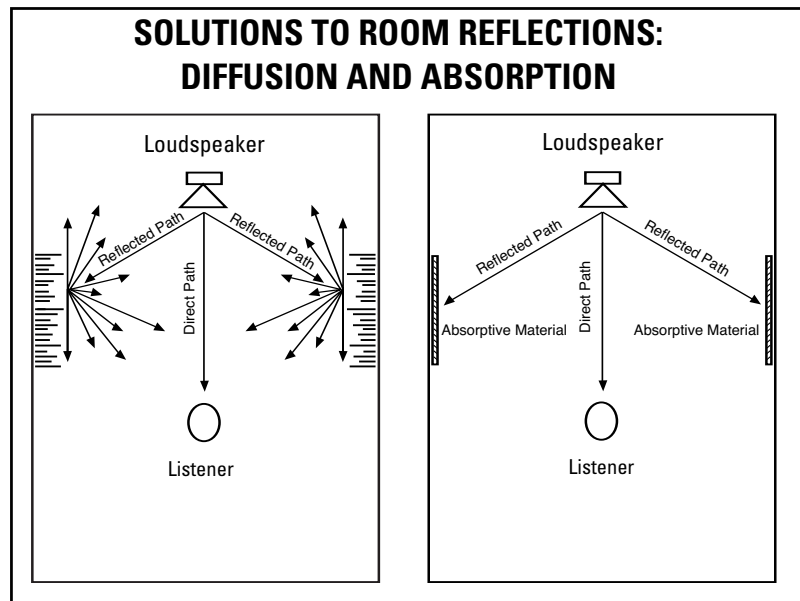 SOLUTIONS TO ROOM REFLECTIONS:
DIFFUSION AND ABSORPTION
Loudspeaker
Reflected Path
Reflected Path
Direct Path
Listener
Loudspeaker
Reflected Path
Reflected Path
Absorptive Material
Direct Path
Absorptive Material
Listener